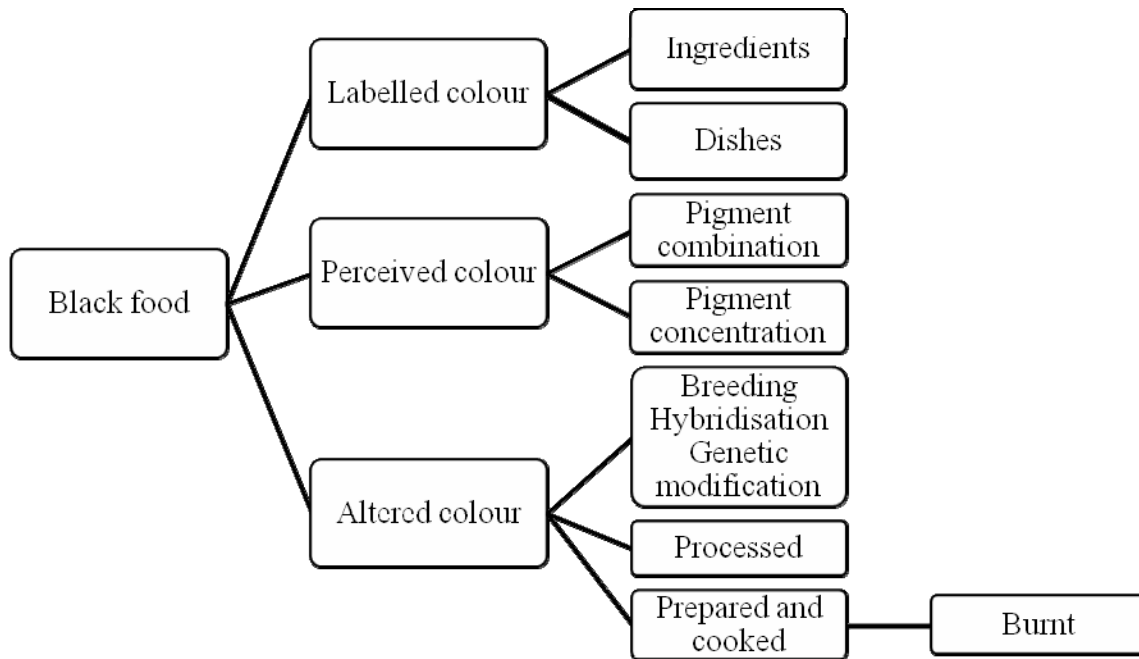 Ingredients
Labelled colour
Dishes
Pigment
combination
Perceived colour
Pigment
concentration
Black food
Breeding
Hybridisation
Genetic
modification
Altered colour
Processed
Prepared and
cooked
Burnt